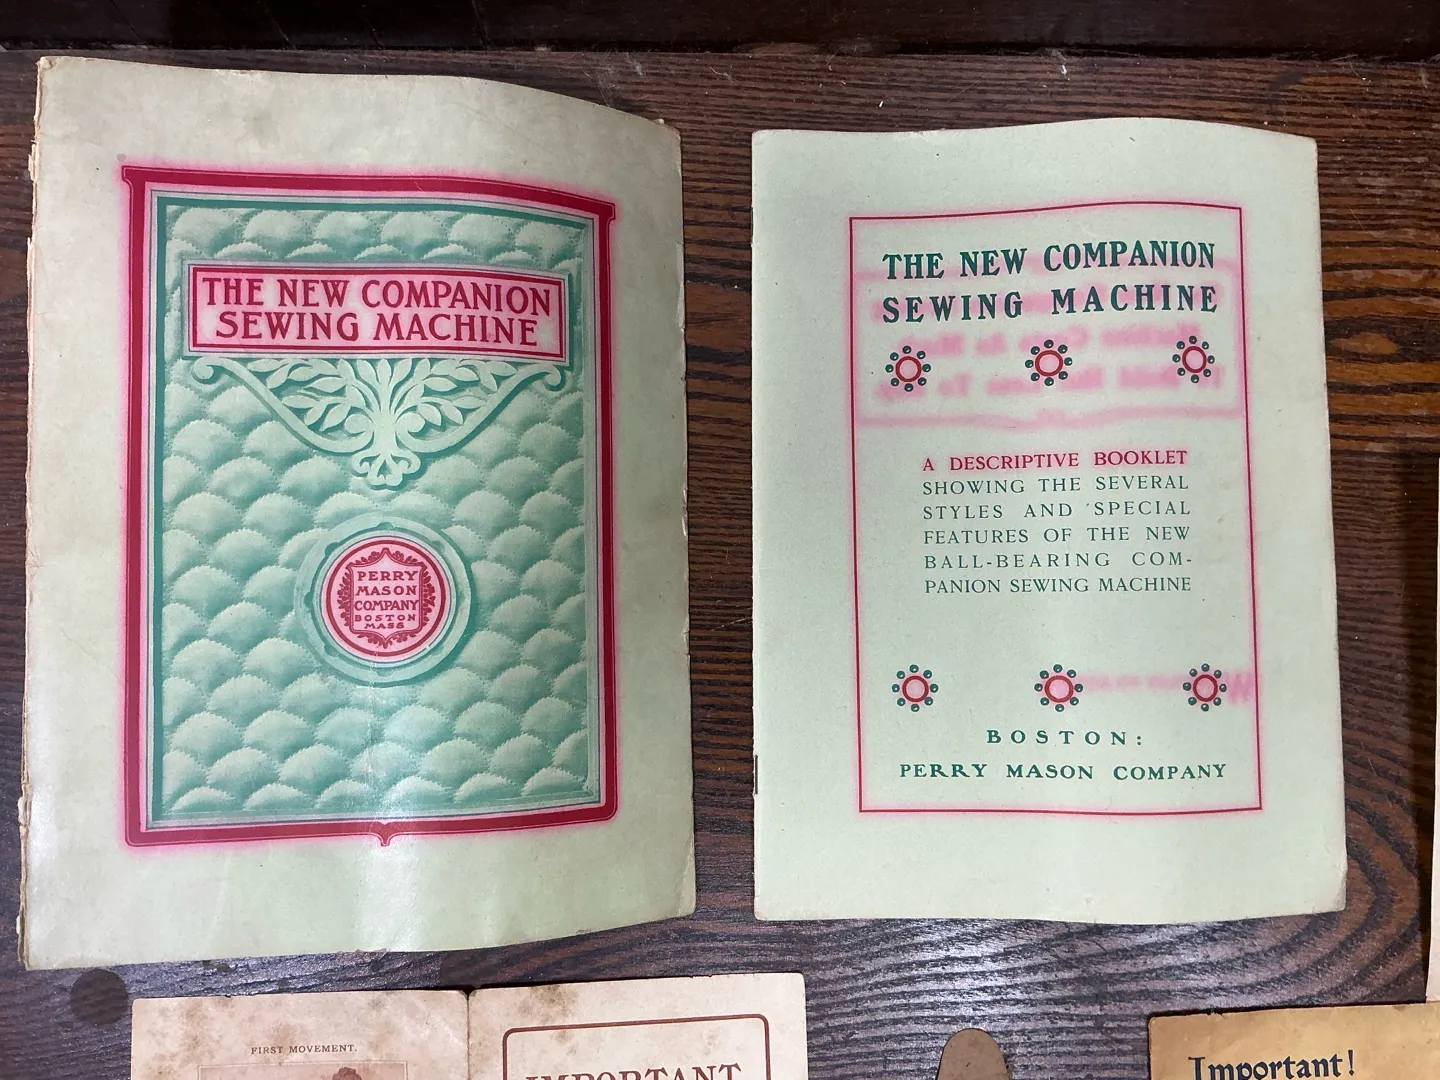 THE NEW COMPANION
SEWING MACHINE
PERRY
MASON
COMPANY
BOSTON
MASS
THE NEW COMPANION
SEWING MACHINE
A DESCRIPTIVE BOOKLET
SHOWING THE SEVERAL
STYLES AND SPECIAL
FEATURES OF THE NEW
BALL-BEARING COM-
PANION SEWING MACHINE
BOSTON:
PERRY MASON COMPANY
FIRST MOVEMENT.
IMPORTANT
Important!